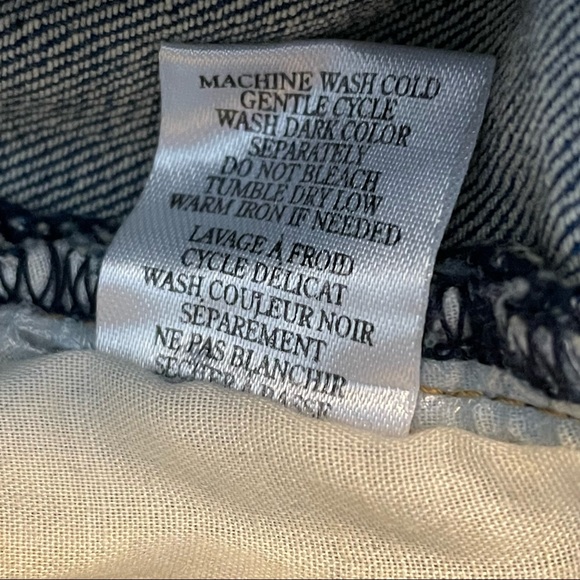 MACHINE WASH COLD
GENTLE CYCLE
WASH DARK COLOR
SEPARATELY
DO NOT BLEACH
TUMBLE DRY LOW
WARM IRON IF NEEDED
LAVAGE À FROID
CYCLE DELICAT
WASH COULEUR NOIR
SEPAREMENT
NE PAS BLANCHIR